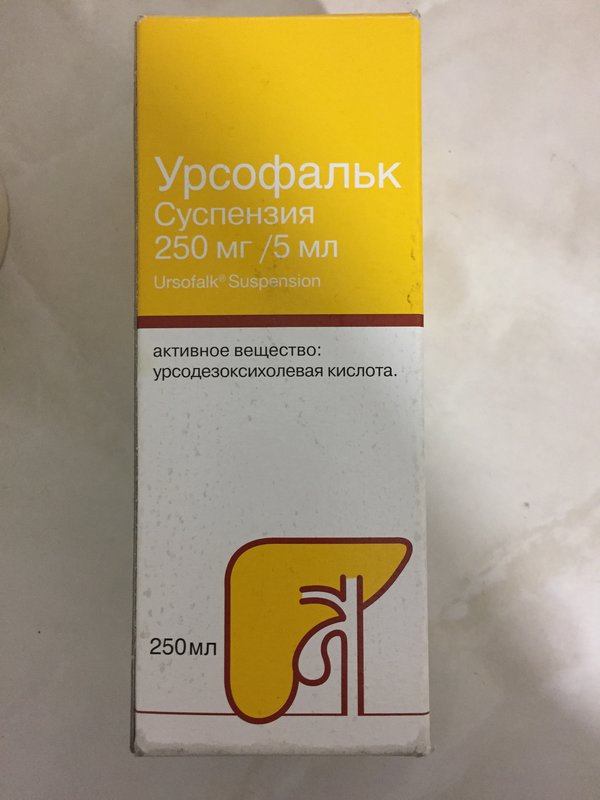 Урсофальк
Суспензия
250 мг /5 мл
Ursofalk® Suspension
активное вещество:
урсодезоксихолевая кислота.
250мл